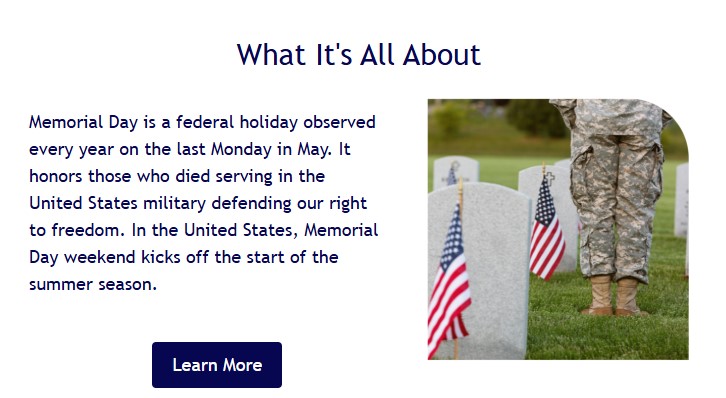 What It's All About
Memorial Day is a federal holiday observed
every year on the last Monday in May. It
honors those who died serving in the
United States military defending our right
to freedom. In the United States, Memorial
Day weekend kicks off the start of the
summer season.
Learn More